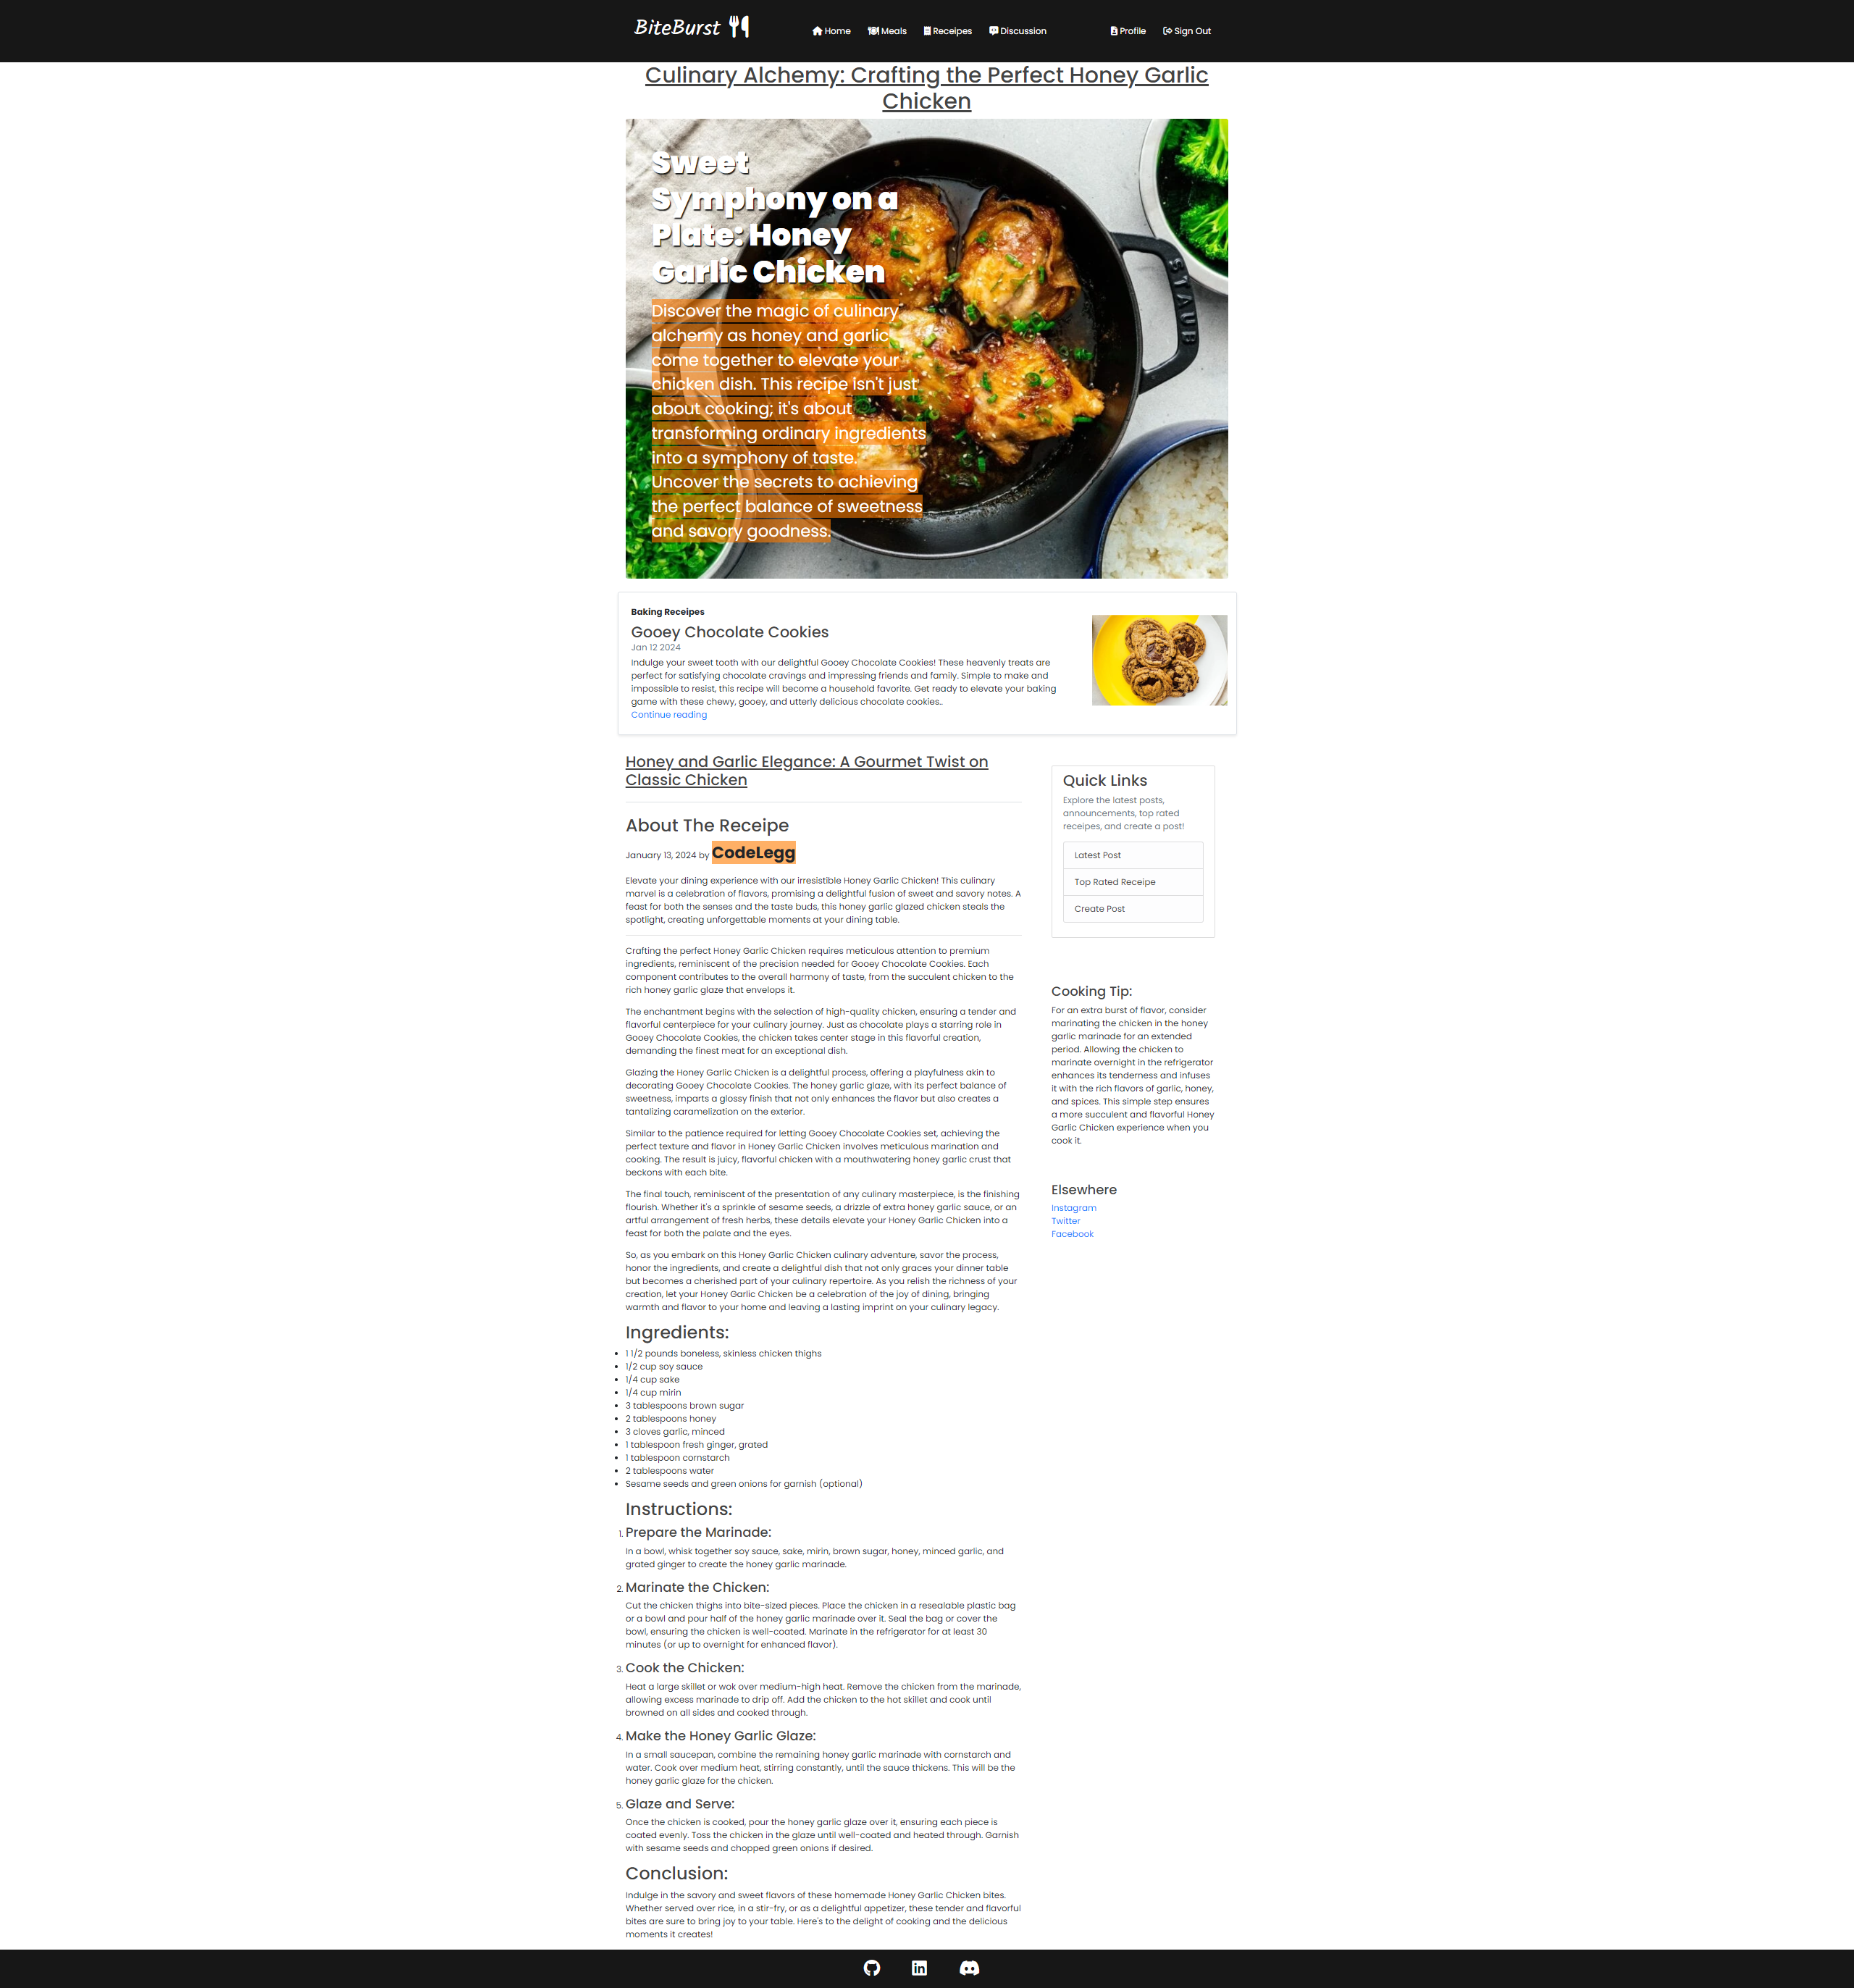 BiteBurst
Home Meals Receipes Discussion Profile Sign Out
Culinary Alchemy: Crafting the Perfect Honey Garlic
Chicken
Sweet
Symphony on a
Plate: Honey
Garlic Chicken
Discover the magic of culinary
alchemy as honey and garlic
come together to elevate your
chicken dish. This recipe isn't just
about cooking; it's about
transforming ordinary ingredients
into a symphony of taste.
Uncover the secrets to achieving
the perfect balance of sweetness
and savory goodness.
Baking Receipes
Gooey Chocolate Cookies
Jan 12 2024
Indulge your sweet tooth with our delightful Gooey Chocolate Cookies! These heavenly treats are
perfect for satisfying chocolate cravings and impressing friends and family. Simple to make and
impossible to resist, this recipe will become a household favorite. Get ready to elevate your baking
game with these chewy, gooey, and utterly delicious chocolate cookies..
Continue reading
Honey and Garlic Elegance: A Gourmet Twist on
Classic Chicken
About The Receipe
January 13, 2024 by CodeLegg
Elevate your dining experience with our irresistible Honey Garlic Chicken! This culinary
marvel is a celebration of flavors, promising a delightful fusion of sweet and savory notes. A
feast for both the senses and the taste buds, this honey garlic glazed chicken steals the
spotlight, creating unforgettable moments at your dining table.
Crafting the perfect Honey Garlic Chicken requires meticulous attention to premium
ingredients, reminiscent of the precision needed for Gooey Chocolate Cookies. Each
component contributes to the overall harmony of taste, from the succulent chicken to the
rich honey garlic glaze that envelops it.
The enchantment begins with the selection of high-quality chicken, ensuring a tender and
flavorful centerpiece for your culinary journey. Just as chocolate plays a starring role in
Gooey Chocolate Cookies, the chicken takes center stage in this flavorful creation,
demanding the finest meat for an exceptional dish.
Glazing the Honey Garlic Chicken is a delightful process, offering a playfulness akin to
decorating Gooey Chocolate Cookies. The honey garlic glaze, with its perfect balance of
sweetness, imparts a glossy finish that not only enhances the flavor but also creates a
tantalizing caramelization on the exterior.
Similar to the patience required for letting Gooey Chocolate Cookies set, achieving the
perfect texture and flavor in Honey Garlic Chicken involves meticulous marination and
cooking. The result is juicy, flavorful chicken with a mouthwatering honey garlic crust that
beckons with each bite.
The final touch, reminiscent of the presentation of any culinary masterpiece, is the finishing
flourish. Whether it's a sprinkle of sesame seeds, a drizzle of extra honey garlic sauce, or an
artful arrangement of fresh herbs, these details elevate your Honey Garlic Chicken into a
feast for both the palate and the eyes.
So, as you embark on this Honey Garlic Chicken culinary adventure, savor the process,
honor the ingredients, and create a delightful dish that not only graces your dinner table
but becomes a cherished part of your culinary repertoire. As you relish the richness of your
creation, let your Honey Garlic Chicken be a celebration of the joy of dining, bringing
warmth and flavor to your home and leaving a lasting imprint on your culinary legacy.
Ingredients:
1 1/2 pounds boneless, skinless chicken thighs
1/2 cup soy sauce
1/4 cup sake
1/4 cup mirin
3 tablespoons brown sugar
2 tablespoons honey
3 cloves garlic, minced
1 tablespoon fresh ginger, grated
1 tablespoon cornstarch
2 tablespoons water
Sesame seeds and green onions for garnish (optional)
Instructions:
1. Prepare the Marinade:
In a bowl, whisk together soy sauce, sake, mirin, brown sugar, honey, minced garlic, and
grated ginger to create the honey garlic marinade.
2. Marinate the Chicken:
Cut the chicken thighs into bite-sized pieces. Place the chicken in a resealable plastic bag
or a bowl and pour half of the honey garlic marinade over it. Seal the bag or cover the
bowl, ensuring the chicken is well-coated. Marinate in the refrigerator for at least 30
minutes (or up to overnight for enhanced flavor).
3. Cook the Chicken:
Heat a large skillet or wok over medium-high heat. Remove the chicken from the marinade,
allowing excess marinade to drip off. Add the chicken to the hot skillet and cook until
browned on all sides and cooked through.
4. Make the Honey Garlic Glaze:
In a small saucepan, combine the remaining honey garlic marinade with cornstarch and
water. Cook over medium heat, stirring constantly, until the sauce thickens. This will be the
honey garlic glaze for the chicken.
5. Glaze and Serve:
Once the chicken is cooked, pour the honey garlic glaze over it, ensuring each piece is
coated evenly. Toss the chicken in the glaze until well-coated and heated through. Garnish
with sesame seeds and chopped green onions if desired.
Conclusion:
Indulge in the savory and sweet flavors of these homemade Honey Garlic Chicken bites.
Whether served over rice, in a stir-fry, or as a delightful appetizer, these tender and flavorful
bites are sure to bring joy to your table. Here's to the delight of cooking and the delicious
moments it creates!
Quick Links
Explore the latest posts,
announcements, top rated
receipes, and create a post!
Latest Post
Top Rated Receipe
Create Post
Cooking Tip:
For an extra burst of flavor, consider
marinating the chicken in the honey
garlic marinade for an extended
period. Allowing the chicken to
marinate overnight in the refrigerator
enhances its tenderness and infuses
it with the rich flavors of garlic, honey,
and spices. This simple step ensures
a more succulent and flavorful Honey
Garlic Chicken experience when you
cook it.
Elsewhere
Instagram
Twitter
Facebook